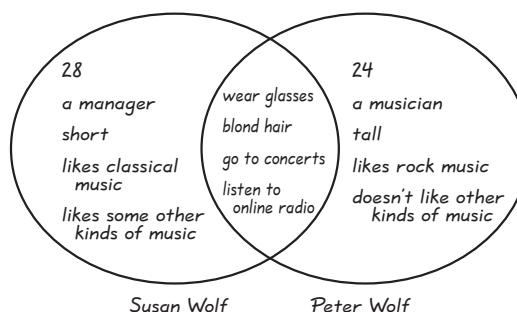 28
a manager
short
likes classical
music
likes some other
kinds of music
wear glasses
blond hair
go to concerts
listen to
online radio
24
a musician
tall
likes rock music
doesn't like other
kinds of music
Susan Wolf
Peter Wolf